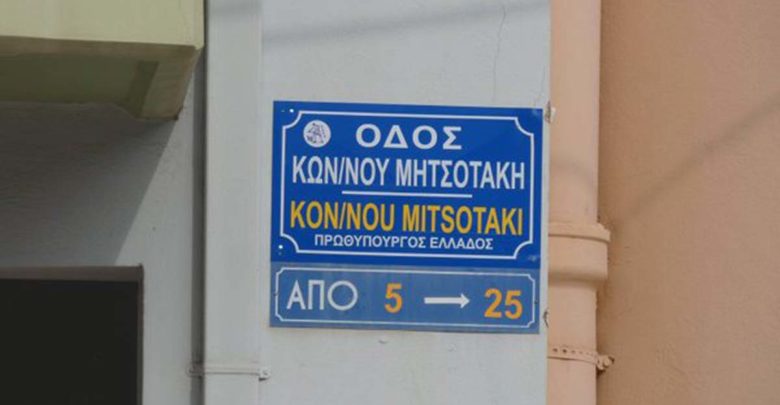 ΟΔΟΣ
ΚΩΝ/ΝΟΥ ΜΗΤΣΟΤΑΚΗ
KON/NOU MITSOTAKI
ΠΡΩΘΥΠΟΥΡΓΟΣ ΕΛΛΑΔΟΣ
ΑΠΟ 5 → 25